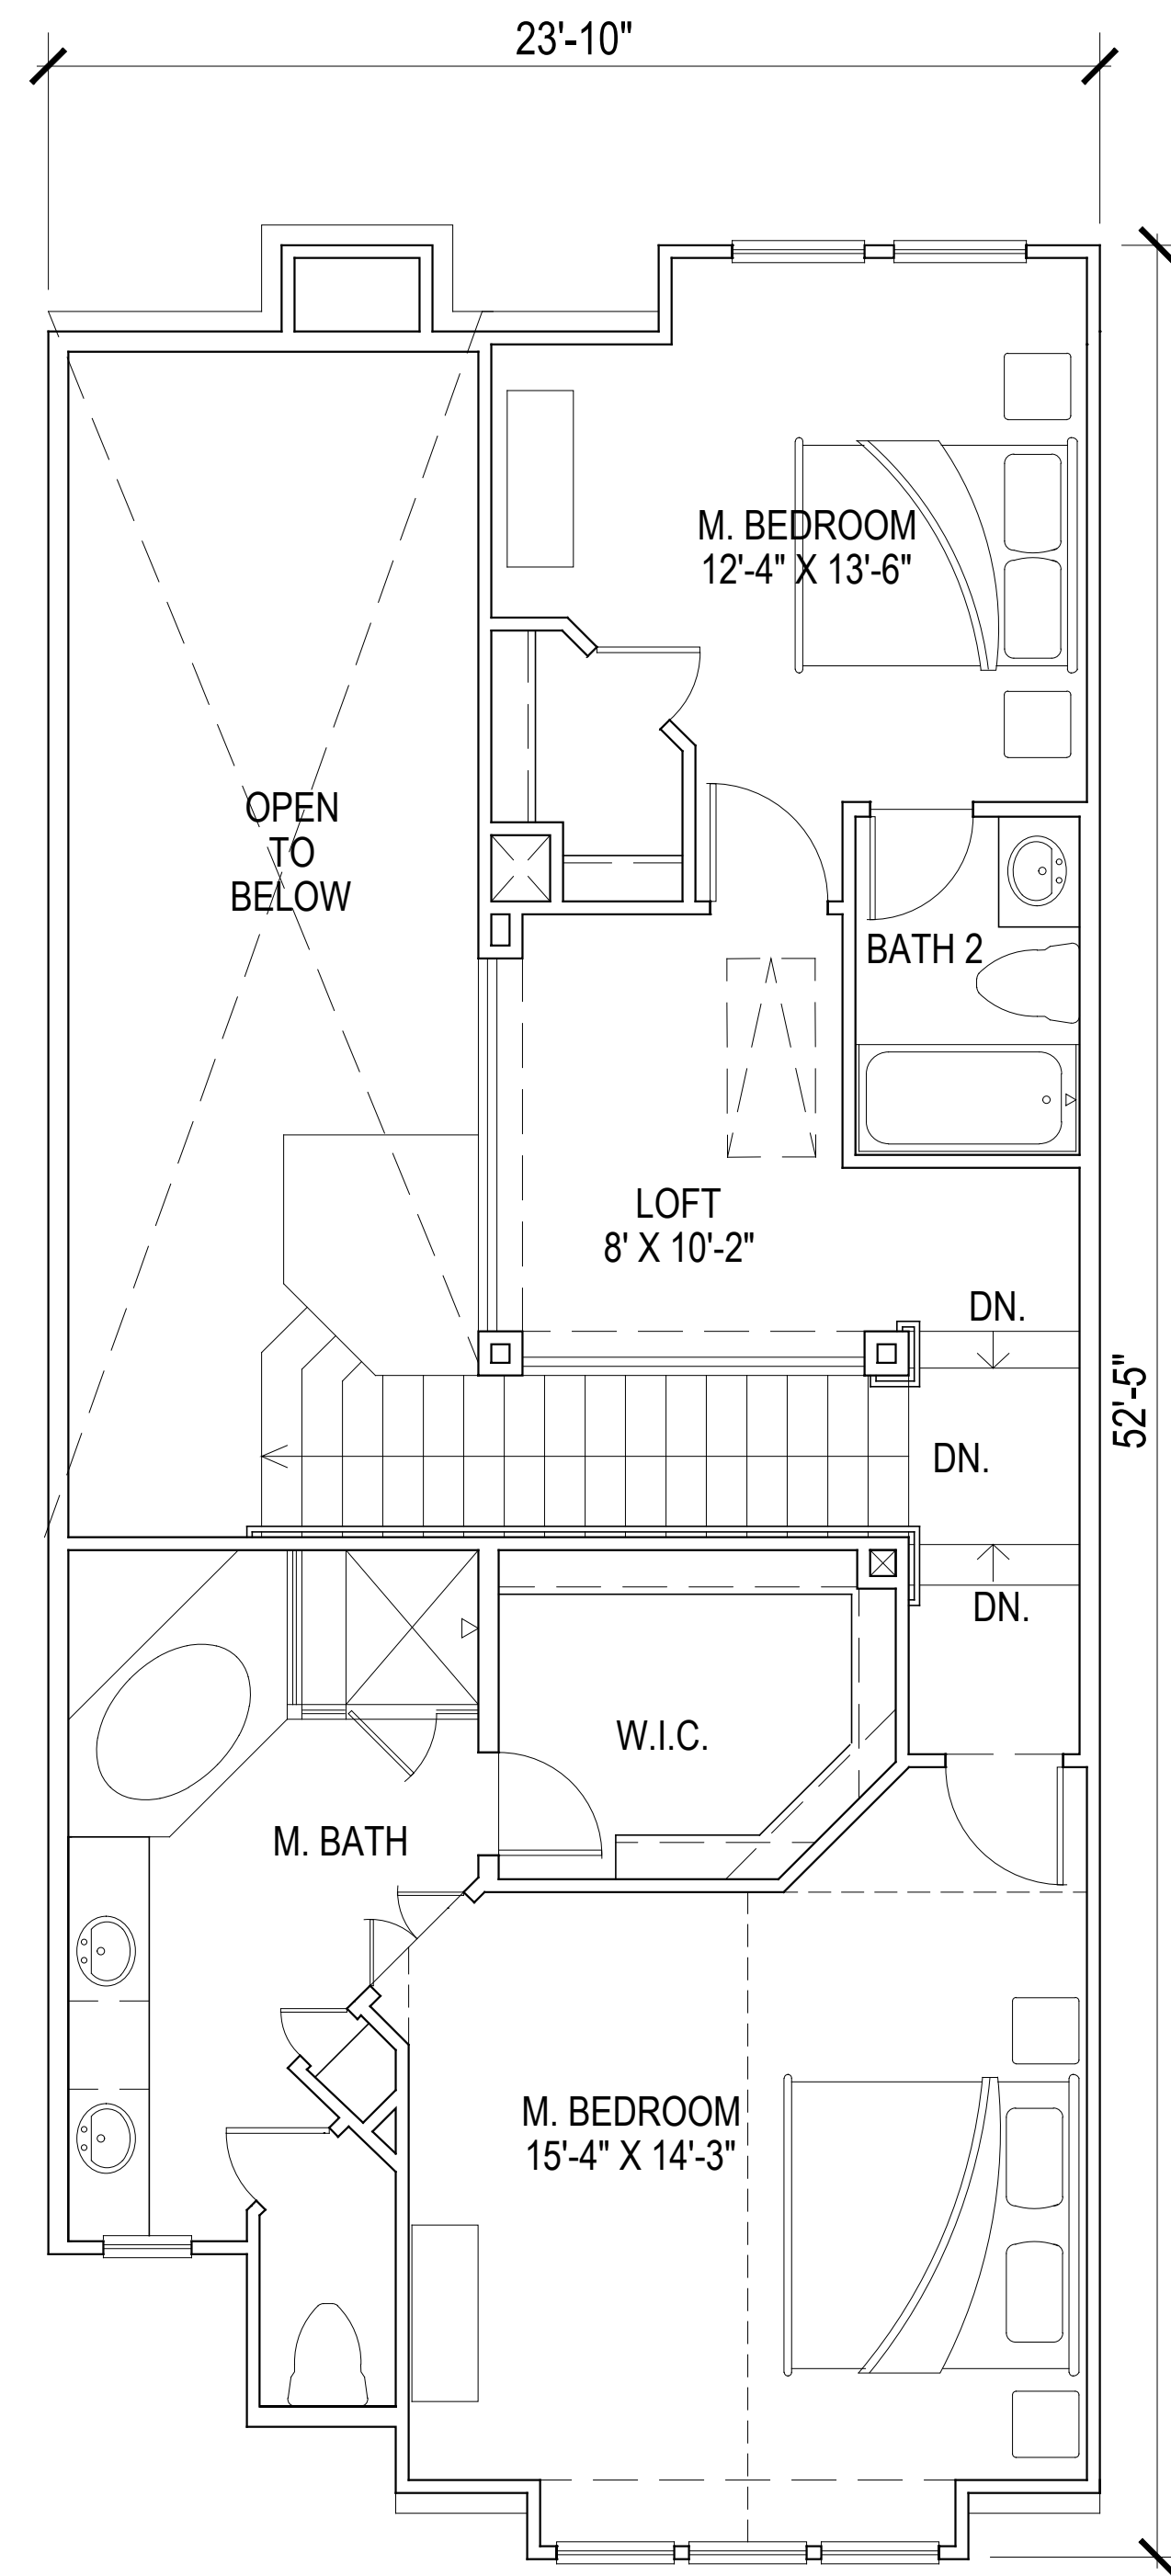 23'-10"
M. BEDROOM
12'-4" X 13'-6"
OPEN
TO
BELOW
BATH 2
LOFT
8' X 10'-2"
DN.
52'-5"
DN.
DN.
W.I.C.
M. BATH
M. BEDROOM
15'-4" X 14'-3"